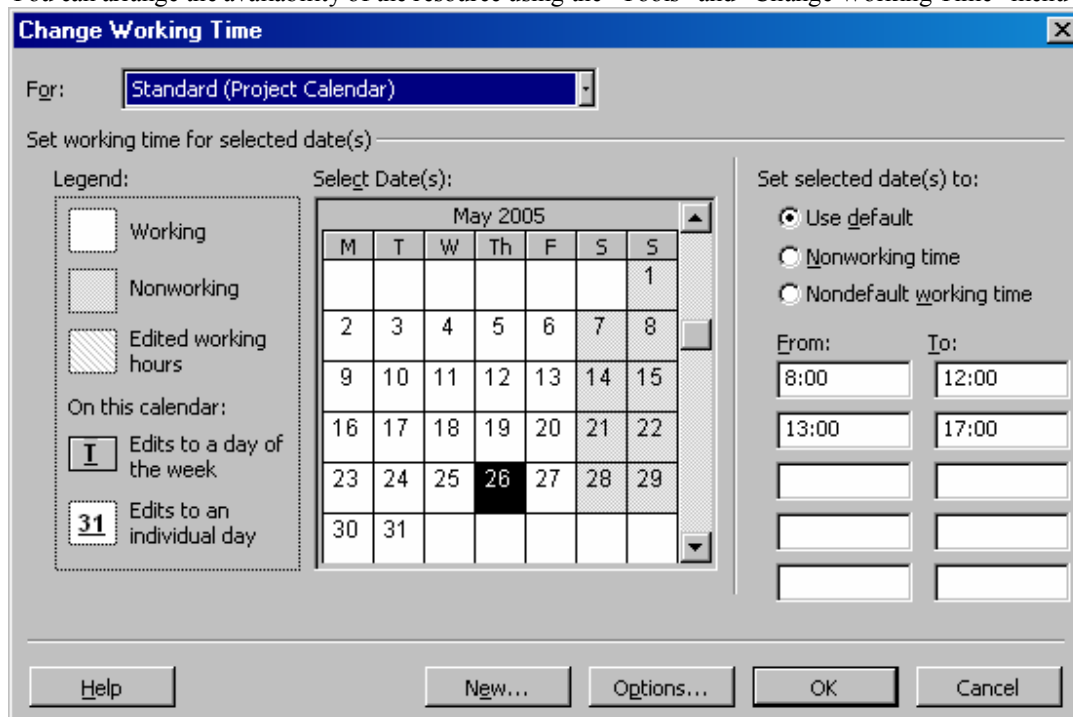 You can arrange the availability of the resource using the "Tools" and "Change Working Time" menu
Change Working Time
For:
Standard (Project Calendar)
Set working time for selected date(s)
Legend:
Working
Nonworking
Edited working
hours
On this calendar:
T
Edits to a day of
the week
31
Edits to an
individual day
Select Date(s):
May 2005
M T W Th F S S
1
2 3 4 5 6 7 8
9 10 11 12 13 14 15
16 17 18 19 20 21 22
23 24 25 26 27 28 29
30 31
Set selected date(s) to:
Use default
Nonworking time
Nondefault working time
From: To:
8:00 12:00
13:00 17:00
Help New... Options... OK Cancel